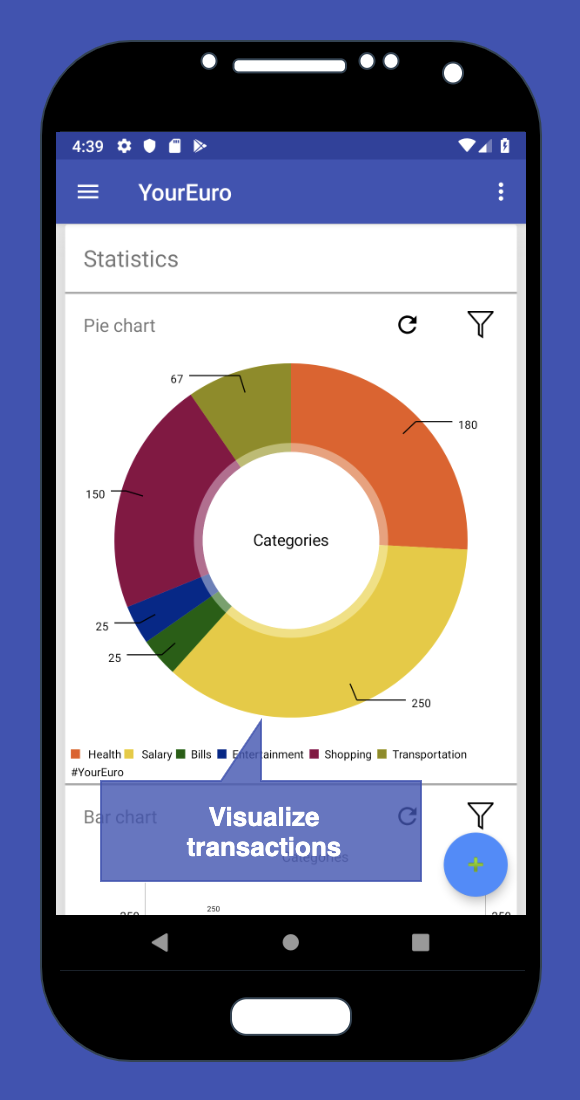 4:39
YourEuro
Statistics
Pie chart
67
180
150
Categories
25
25
250
Health Salary Bills Entertainment Shopping Transportation
#YourEuro
Bar chart
Visualize
transactions
Categories
250
250
250